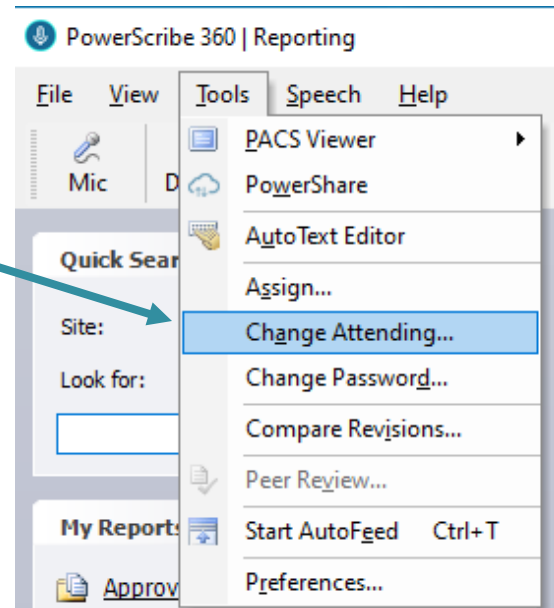 PowerScribe 360 | Reporting
File View Tools Speech Help
Mic D
PACS Viewer
PowerShare
AutoText Editor
Assign...
Change Attending...
Change Password...
Compare Revisions...
Peer Review...
Start AutoFeed Ctrl+T
Preferences...
Quick Sear
Site:
Look for:
My Reports
Approv